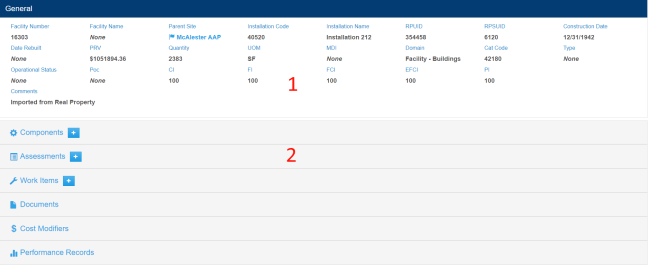 General
Facility Number Facility Name Parent Site Installation Code Installation Name RPUID RPSUID Construction Date
16303 None McAlester AAP 40520 Installation 212 354458 6120 12/31/1942
Date Rebuilt PRV Quantity UOM MDI Domain Cat Code Type
None $1051894.36 2383 SF None Facility - Buildings 42180 None
Operational Status Poc CI FI FCI EFCI PI
None None 100 100 100 100 100
1
Comments
Imported from Real Property
Components +
Assessments +
2
Work Items +
Documents
$ Cost Modifiers
Performance Records